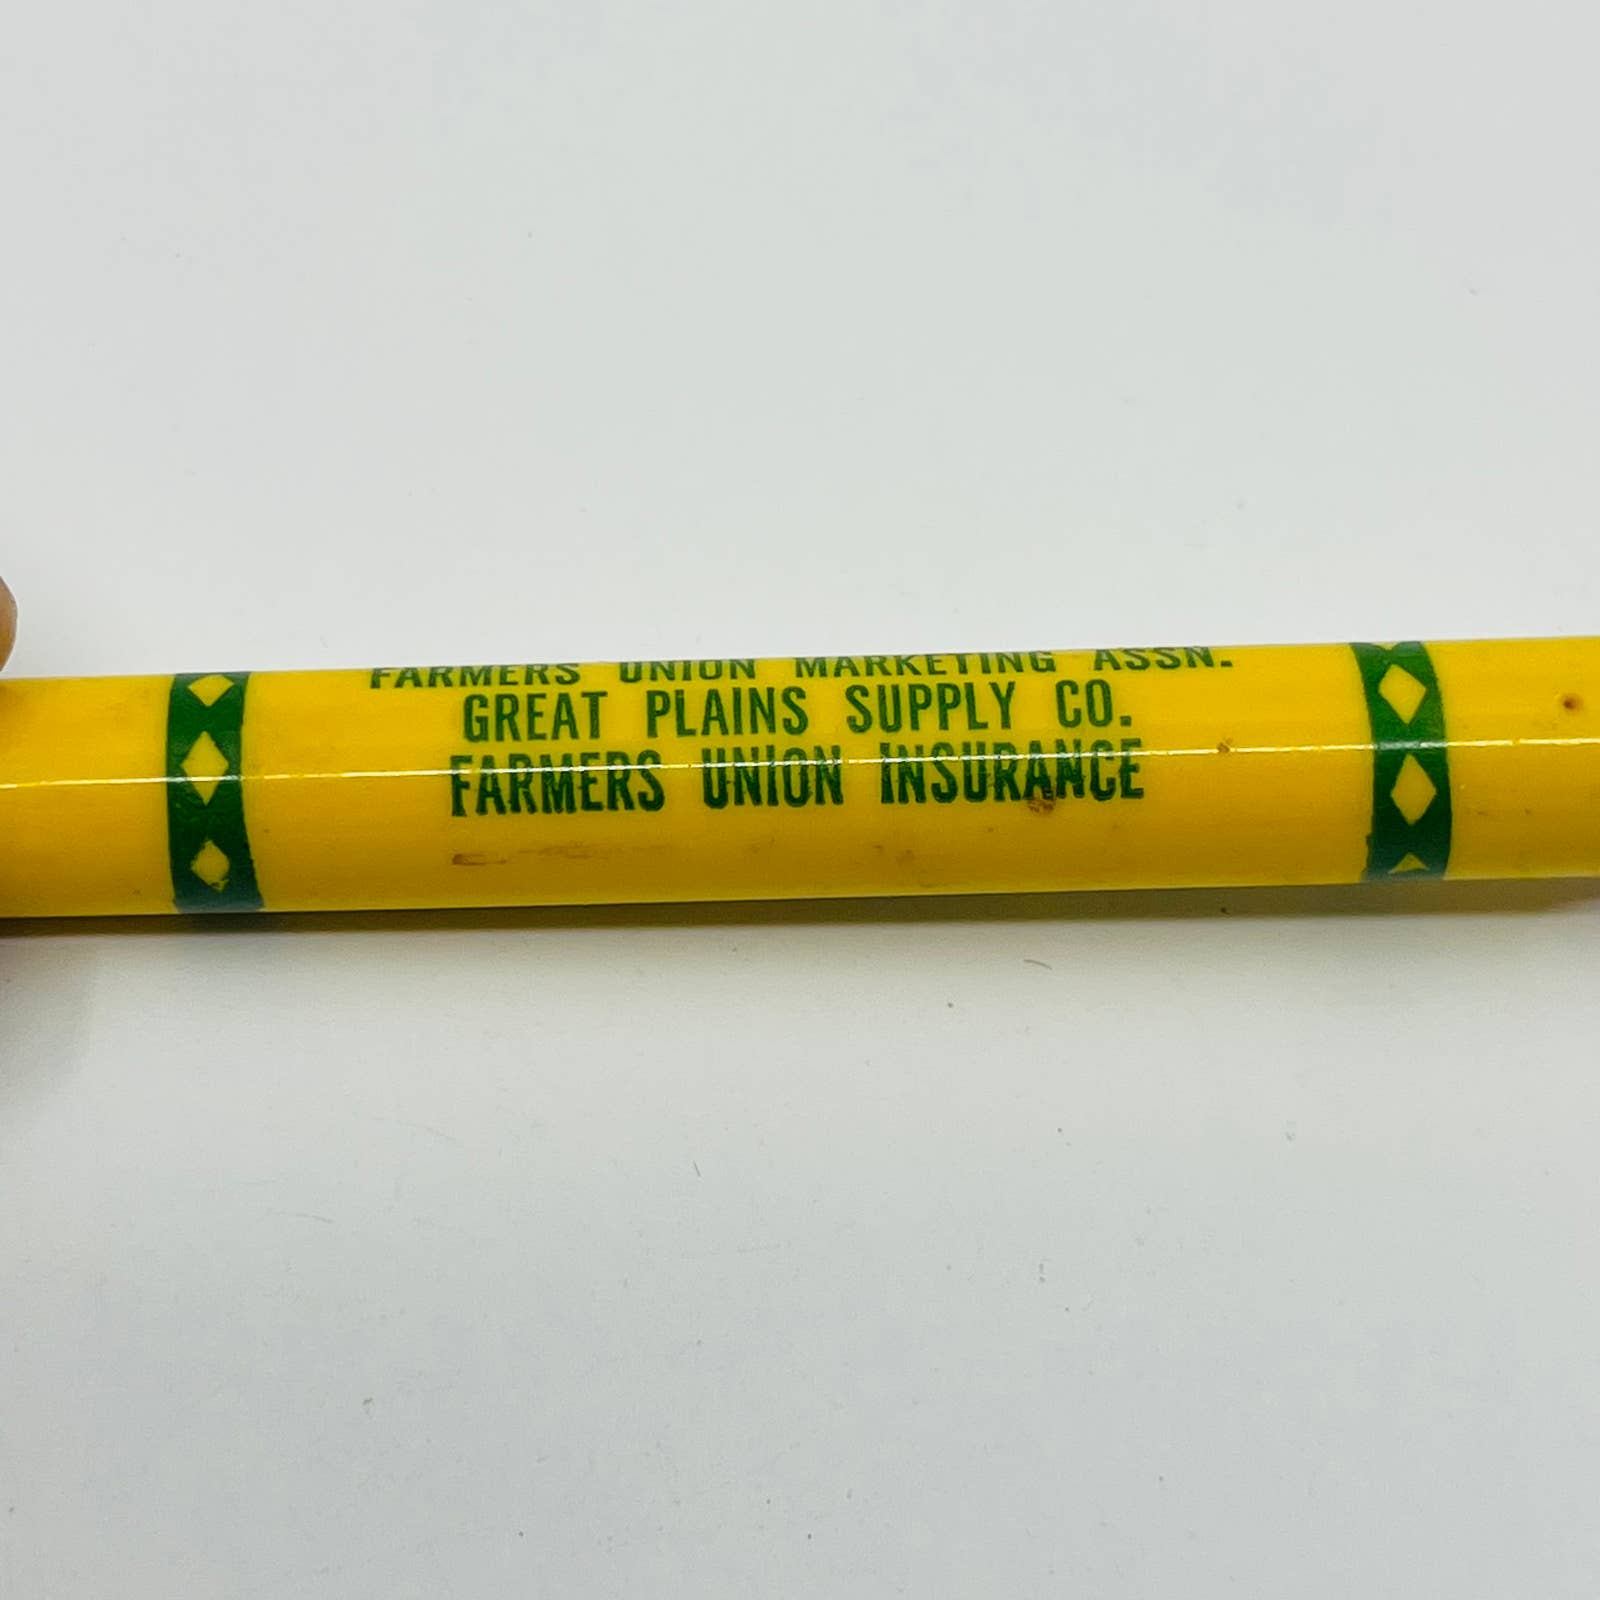 FARMERS UNION MARKETING ASSN.
GREAT PLAINS SUPPLY CO.
FARMERS UNION INSURANCE